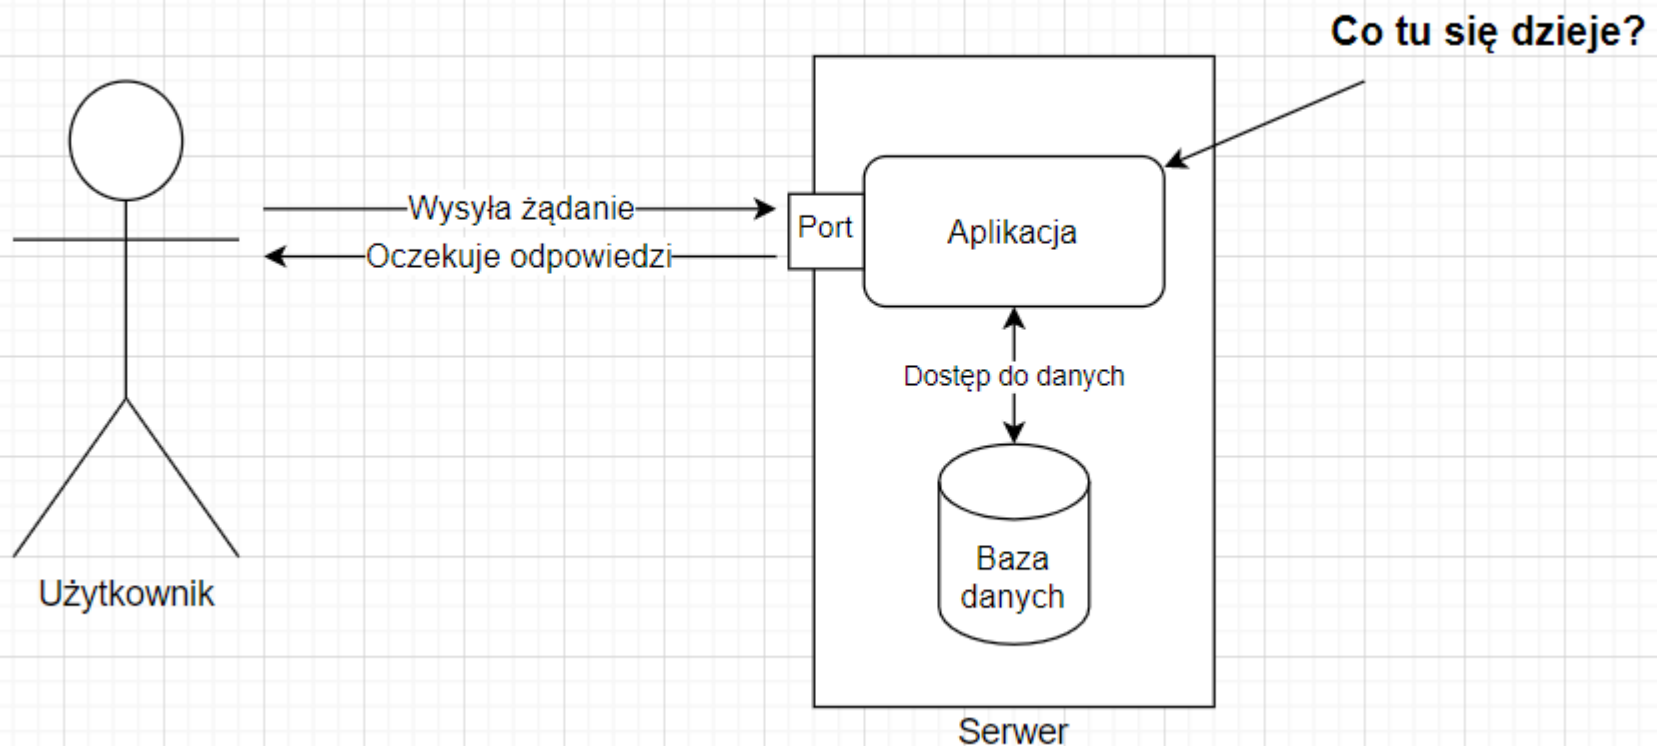 Co tu się dzieje?
Wysyła żądanie
Oczekuje odpowiedzi
Port
Aplikacja
Dostęp do danych
Baza
danych
Użytkownik
Serwer